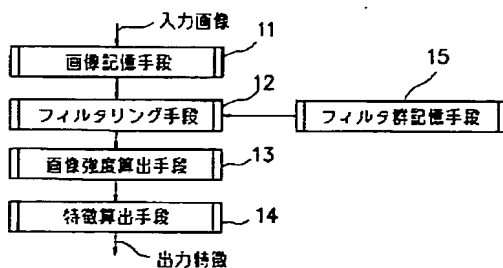 入力画像
11
画像記憶手段
15
12
フィルタリング手段
フィルタ群記憶手段
画像強度算出手段
13
特徴算出手段
14
出力特徴